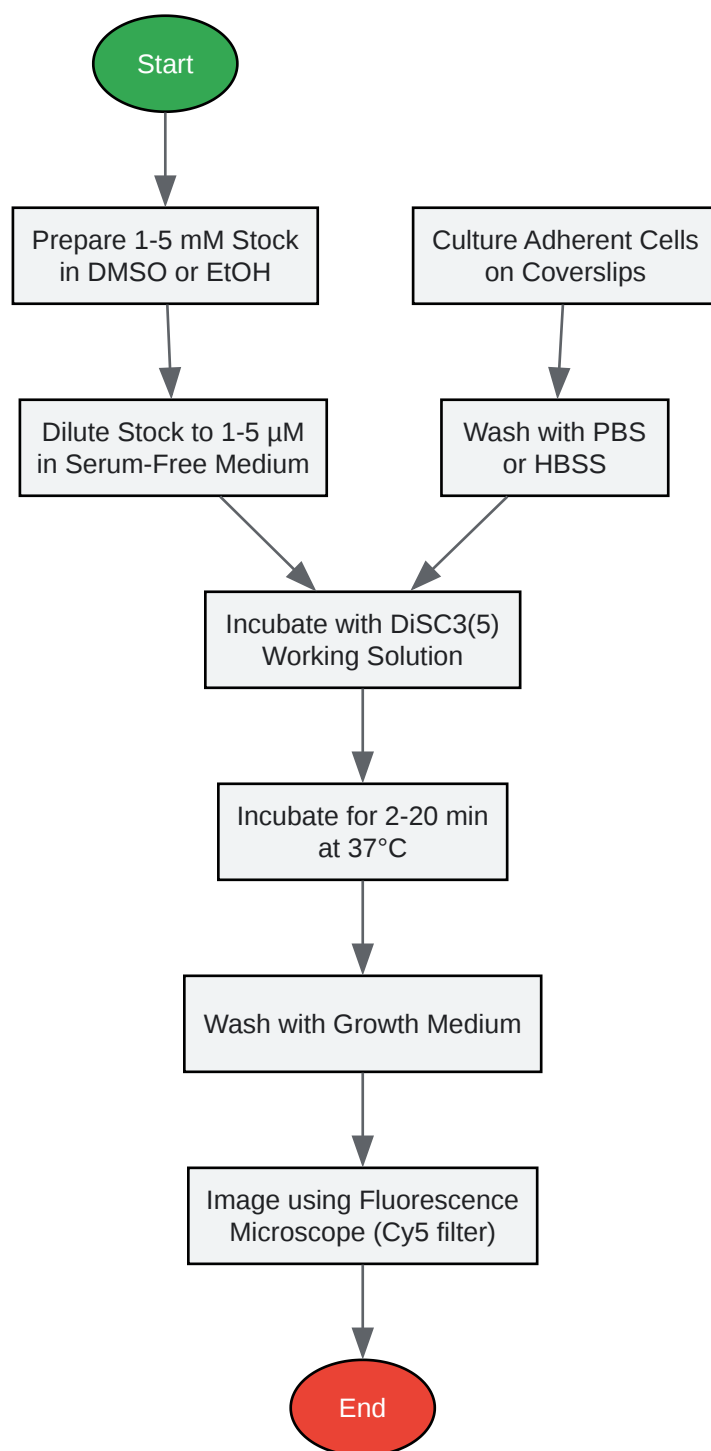 Start
Prepare 1-5 mM Stock
in DMSO or EtOH
Culture Adherent Cells
on Coverslips
Dilute Stock to 1-5 µM
in Serum-Free Medium
Wash with PBS
or HBSS
Incubate with DiSC3(5)
Working Solution
Incubate for 2-20 min
at 37°C
Wash with Growth Medium
Image using Fluorescence
Microscope (Cy5 filter)
End